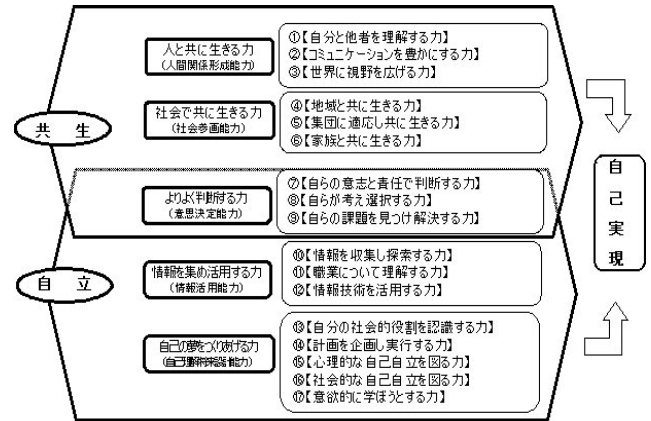 人と共に生きる力
(人間関係形成能力)
①【自分と他者を理解する力】
②【コミュニケーションを豊かにする力】
③【世界に視野を広げる力】
社会で共に生きる力
(社会参画能力)
④【地域と共に生きる力】
⑤【集団に適応し共に生きる力】
⑥【家族と共に生きる力】
共 生
よりよく判断する力
(意思決定能力)
⑦【自らの意志と責任で判断する力】
⑧【自らが考え選択する力】
⑨【自らの課題を見つけ解決する力】
自己実現
自 立
情報を集め活用する力
(情報活用能力)
⑩【情報を収集し探索する力】
⑪【職業について理解する力】
⑫【情報技術を活用する力】
自己の夢をつくりあげる力
⑬【自分の社会的役割を認識する力】
⑭【計画を企画し実行する力】
⑮【心理的な自己自立を図る力】
⑯【社会的な自己自立を図る力】
⑰【意欲的に学ぼうとする力】